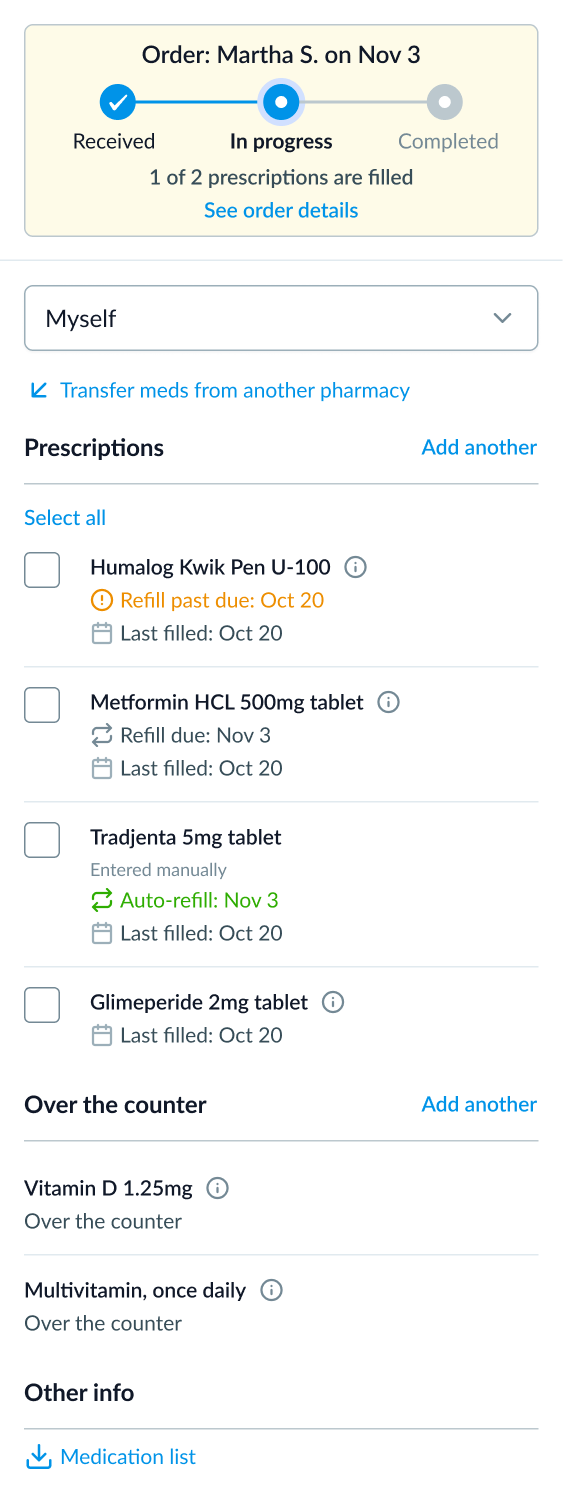 Order: Martha S. on Nov 3
Received In progress Completed
1 of 2 prescriptions are filled
See order details
Myself
Transfer meds from another pharmacy
Prescriptions Add another
Select all
Humalog Kwik Pen U-100
Refill past due: Oct 20
Last filled: Oct 20
Metformin HCL 500mg tablet
Refill due: Nov 3
Last filled: Oct 20
Tradjenta 5mg tablet
Entered manually
Auto-refill: Nov 3
Last filled: Oct 20
Glimeperide 2mg tablet
Last filled: Oct 20
Over the counter Add another
Vitamin D 1.25mg
Over the counter
Multivitamin, once daily
Over the counter
Other info
Medication list